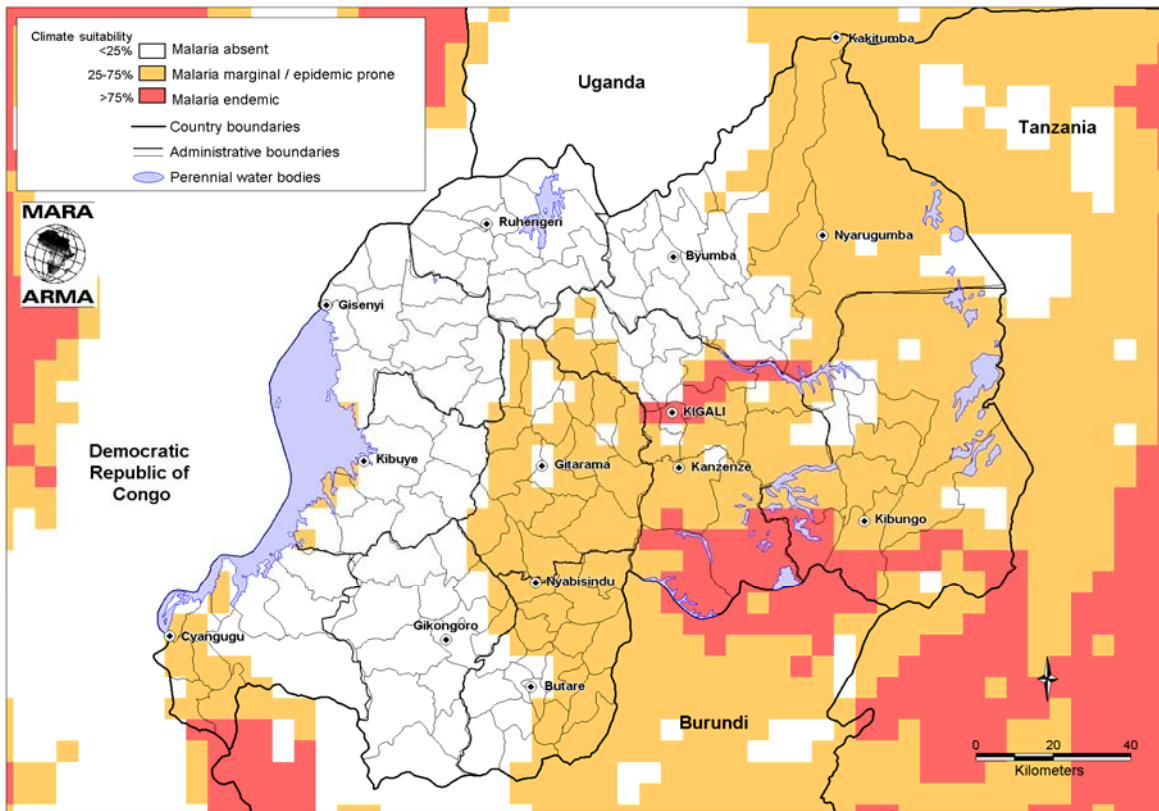 Climate suitability
<25% Malaria absent
25-75% Malaria marginal / epidemic prone
>75% Malaria endemic
Country boundaries
Administrative boundaries
Perennial water bodies
MARA
ARMA
Uganda
Kakitumba
Tanzania
Ruhengeri
Nyarugumba
Byumba
Gisenyi
KIGALI
Democratic
Republic of
Congo
Kibuye
Gitarama
Kanzenze
Kibungo
Nyabisindu
Gikongoro
Cyangugu
Butare
Burundi
0 20 40
Kilometers